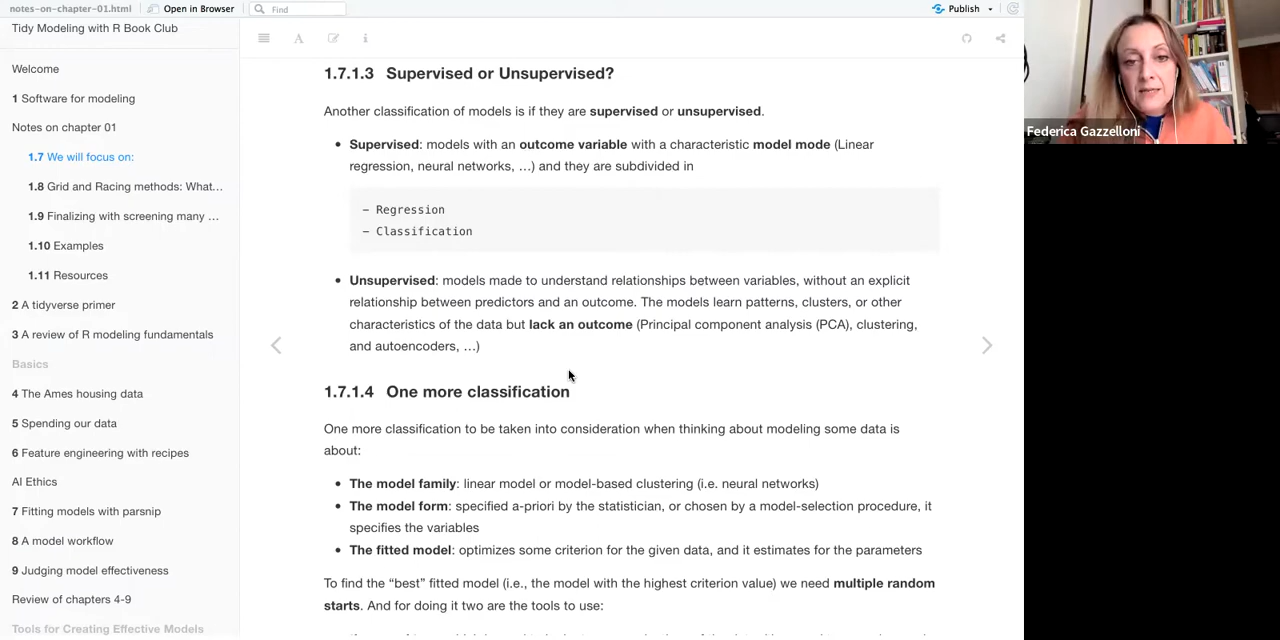 notes-on-chapter-01.html
Open in Browser
Find
Publish
Tidy Modeling with R Book Club
Welcome
1 Software for modeling
Notes on chapter 01
1.7 We will focus on:
1.8 Grid and Racing methods: What…
1.9 Finalizing with screening many …
1.10 Examples
1.11 Resources
2 A tidyverse primer
3 A review of R modeling fundamentals
Basics
4 The Ames housing data
5 Spending our data
6 Feature engineering with recipes
AI Ethics
7 Fitting models with parsnip
8 A model workflow
9 Judging model effectiveness
Review of chapters 4-9
Tools for Creating Effective Models
1.7.1.3 Supervised or Unsupervised?
Another classification of models is if they are supervised or unsupervised.
• Supervised: models with an outcome variable with a characteristic model mode (Linear
regression, neural networks, …) and they are subdivided in
– Regression
– Classification
• Unsupervised: models made to understand relationships between variables, without an explicit
relationship between predictors and an outcome. The models learn patterns, clusters, or other
characteristics of the data but lack an outcome (Principal component analysis (PCA), clustering,
and autoencoders, …)
1.7.1.4 One more classification
One more classification to be taken into consideration when thinking about modeling some data is
about:
• The model family: linear model or model-based clustering (i.e. neural networks)
• The model form: specified a-priori by the statistician, or chosen by a model-selection procedure, it
specifies the variables
• The fitted model: optimizes some criterion for the given data, and it estimates for the parameters
To find the “best” fitted model (i.e., the model with the highest criterion value) we need multiple random
starts. And for doing it two are the tools to use:
Federica Gazzelloni